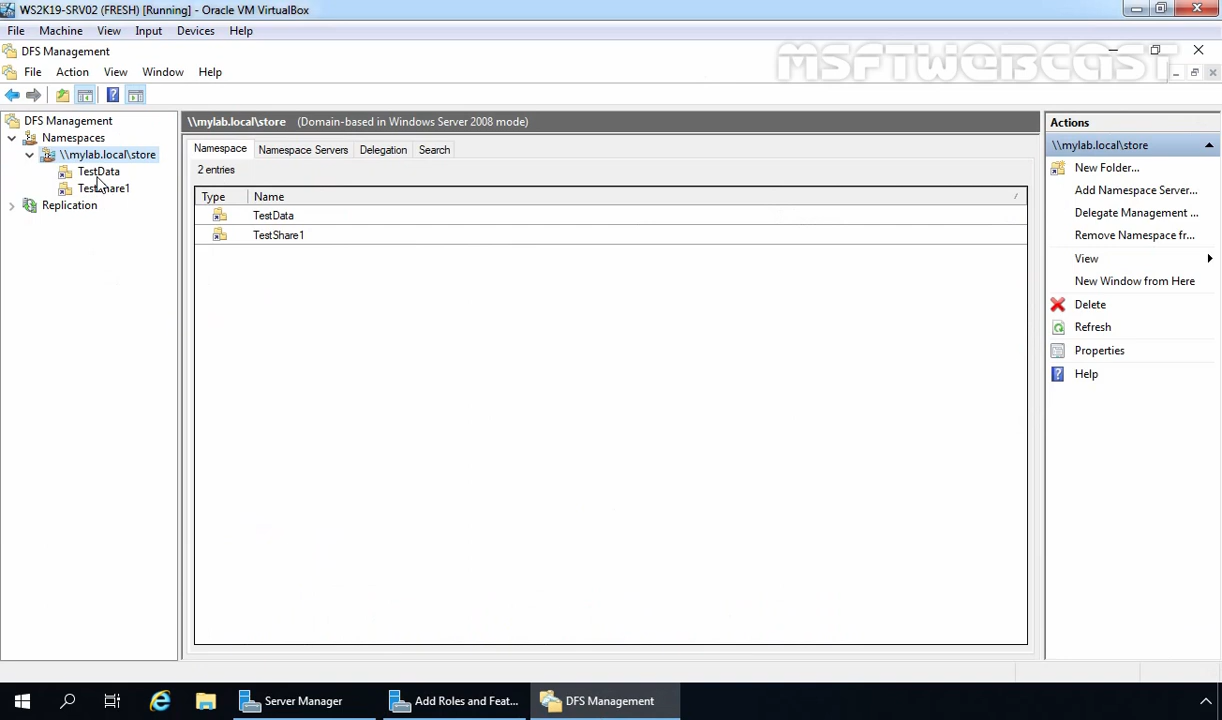 WS2K19-SRV02 (FRESH) [Running] - Oracle VM VirtualBox
File Machine View Input Devices Help
DFS Management
MSFTWEBCAST
File Action View Window Help
DFS Management
Namespaces
\\mylab.local\store
TestData
TestShare1
Replication
\\mylab.local\store (Domain-based in Windows Server 2008 mode)
Namespace Namespace Servers Delegation Search
2 entries
Type Name
TestData
TestShare1
Actions
\\mylab.local\store
New Folder...
Add Namespace Server...
Delegate Management ...
Remove Namespace fr...
View
New Window from Here
Delete
Refresh
Properties
Help
Server Manager Add Roles and Feat... DFS Management